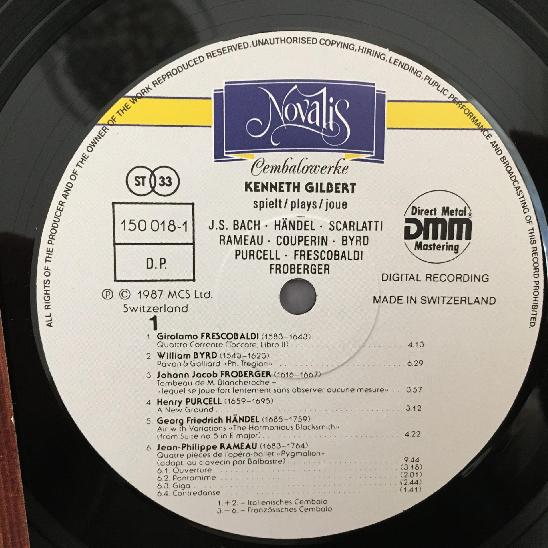 ALL RIGHTS OF THE PRODUCER AND OF THE OWNER OF THE WORK REPRODUCED RESERVED. UNAUTHORISED COPYING, HIRING, LENDING, PUBLIC PERFORMANCE AND BROADCASTING OF THIS RECORD PROHIBITED.
Novalis
Cembalowerke
KENNETH GILBERT
spielt/plays/joue
J.S. BACH · HÄNDEL · SCARLATTI
RAMEAU · COUPERIN · BYRD
PURCELL · FRESCOBALDI
FROBERGER
ST 33
150 018-1
D.P.
Ⓟ © 1987 MCS Ltd.
Switzerland
1
Direct Metal
DMM
Mastering
DIGITAL RECORDING
MADE IN SWITZERLAND
1 Girolamo FRESCOBALDI (1583–1643)
Quattro Corrente (Toccate, Libro II) 4.13
2 William BYRD (1543–1623)
Pavan & Galliard «Ph. Tregian» 6.29
3 Johann Jacob FROBERGER (1616–1667)
Tombeau de M. Blancheroche –
«lequel se joue fort lentement sans observer aucune mesure» 3.57
4 Henry PURCELL (1659–1695)
A New Ground 3.12
5 Georg Friedrich HÄNDEL (1685–1759)
Air with Variations «The Harmonious Blacksmith»
(from Suite no. 5 in E major) 4.22
6 Jean-Philippe RAMEAU (1683–1764)
Quatre pièces de l'opéra-ballet «Pygmalion»
(adapt. au clavecin par Balbastre) 9.44
6.1. Ouverture (3.18)
6.2. Pantomime (2.01)
6.3. Giga (2.44)
6.4. Contredanse (1.41)
1. + 2. – Italienisches Cembalo
3. – 6. – Französisches Cembalo